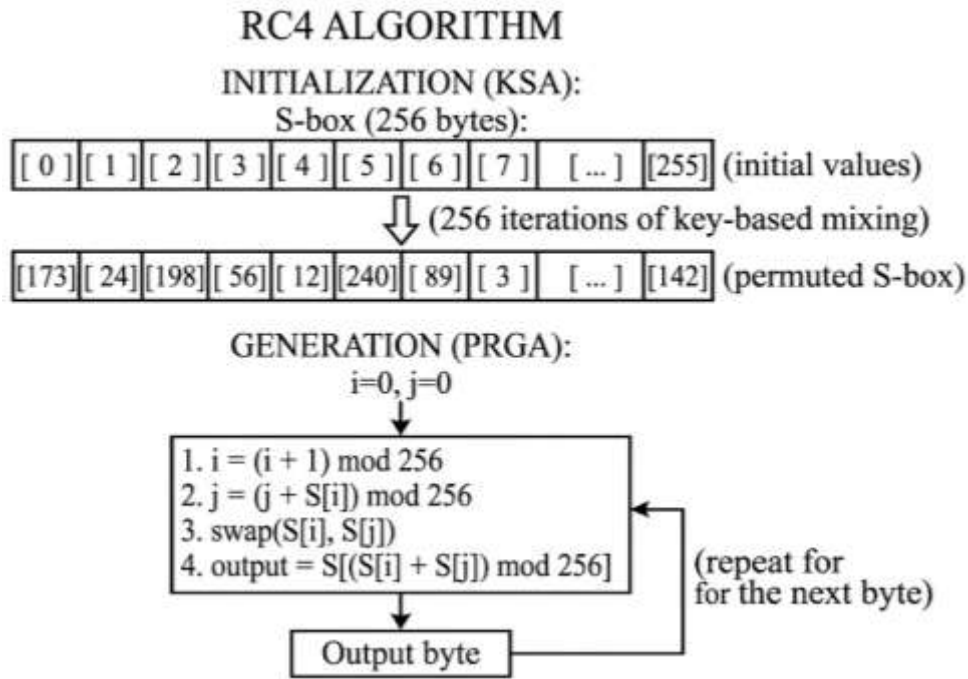 RC4 ALGORITHM
INITIALIZATION (KSA):
S-box (256 bytes):
[ 0 ] [ 1 ] [ 2 ] [ 3 ] [ 4 ] [ 5 ] [ 6 ] [ 7 ] [ ... ] [255] (initial values)
(256 iterations of key-based mixing)
[173] [ 24] [198] [ 56] [ 12] [240] [ 89] [ 3 ] [ ... ] [142] (permuted S-box)
GENERATION (PRGA):
i=0, j=0
1. i = (i + 1) mod 256
2. j = (j + S[i]) mod 256
3. swap(S[i], S[j])
4. output = S[(S[i] + S[j]) mod 256]
(repeat for
for the next byte)
Output byte